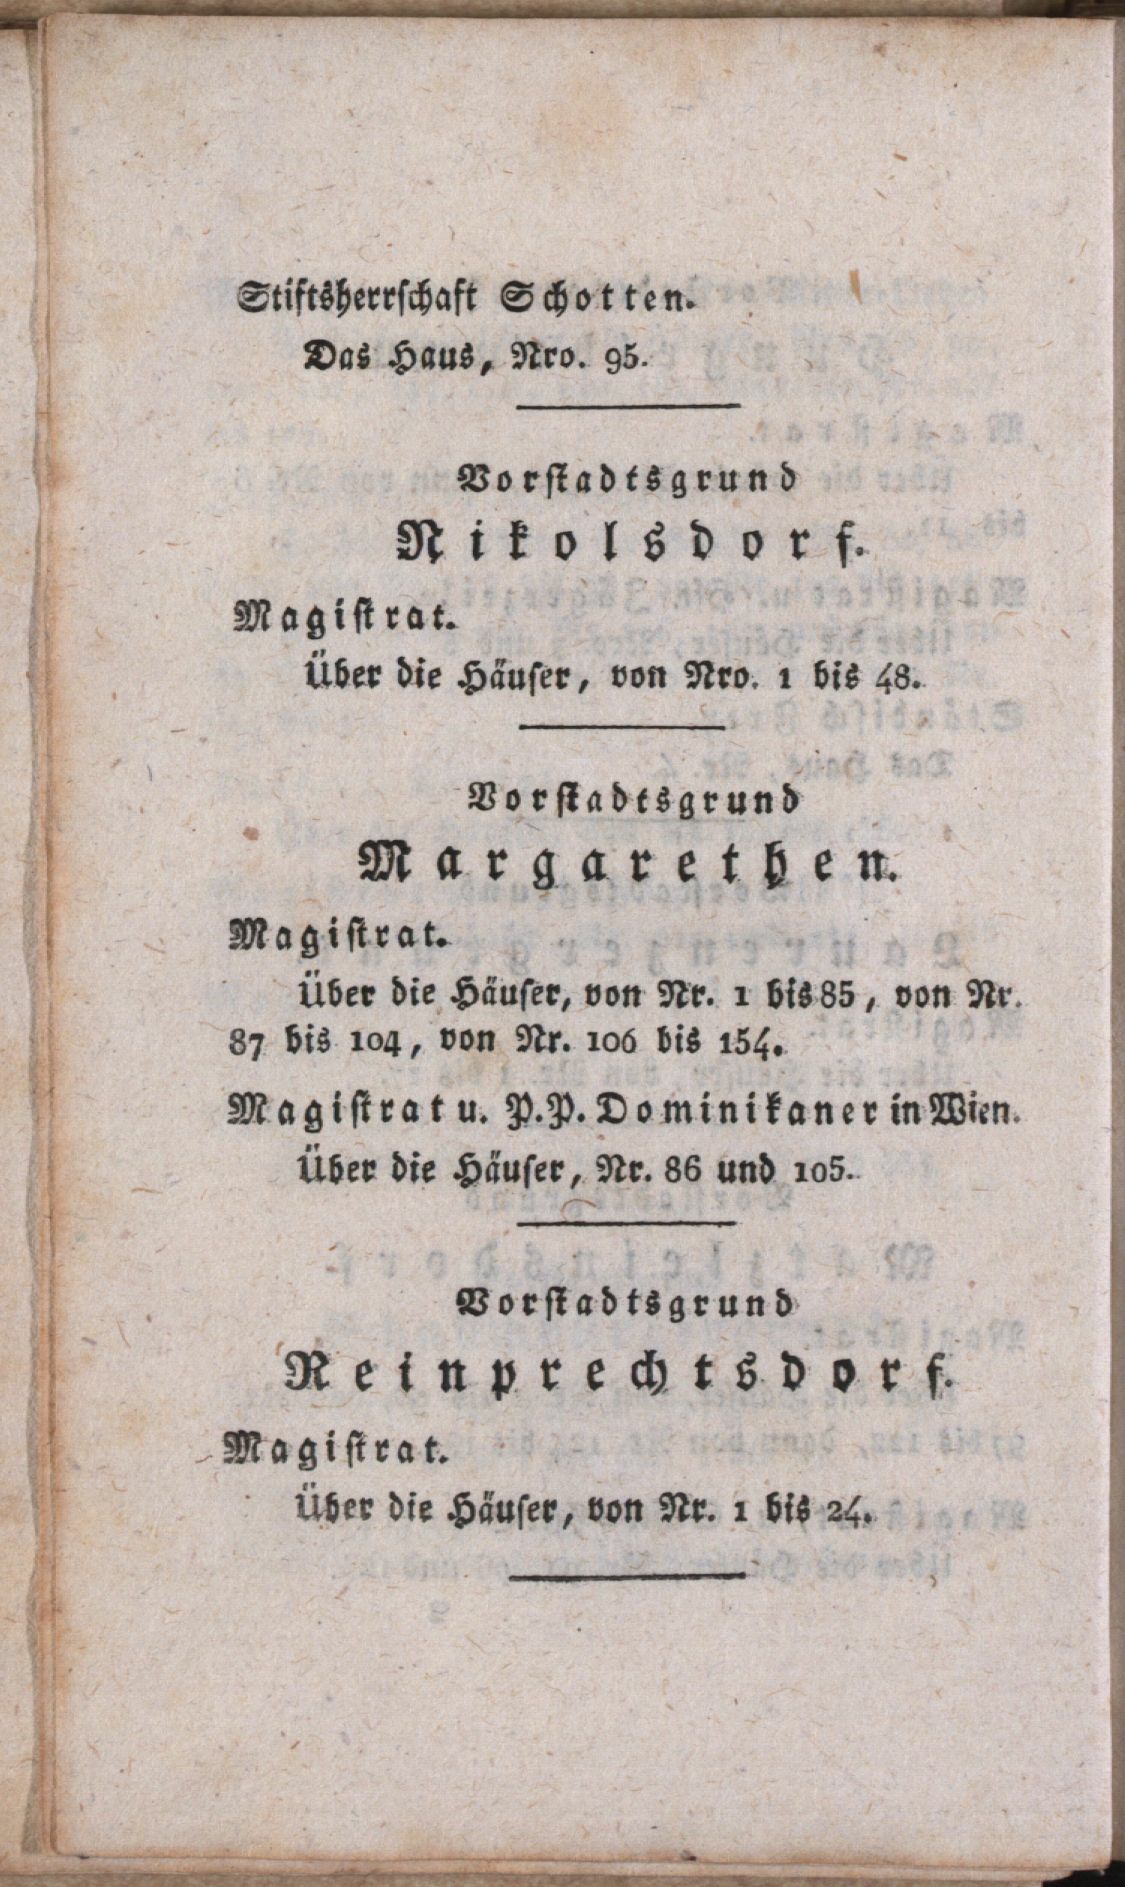 Stiftsherrschaft Schotten.
Das Haus, Nro. 95.
Vorstadtsgrund
Nikolsdorf.
Magistrat.
Über die Häuser, von Nro. 1 bis 48.
Vorstadtsgrund
Margarethen.
Magistrat.
Über die Häuser, von Nr. 1 bis 85, von Nr.
87 bis 104, von Nr. 106 bis 154.
Magistrat u. P.P. Dominikaner in Wien.
Über die Häuser, Nr. 86 und 105.
Vorstadtsgrund
Reinprechtsdorf.
Magistrat.
Über die Häuser, von Nr. 1 bis 24.